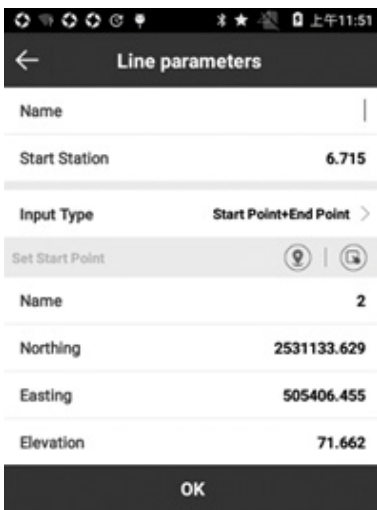 上午11:51
Line parameters
Name
Start Station 6.715
Input Type Start Point+End Point
Set Start Point
Name 2
Northing 2531133.629
Easting 505406.455
Elevation 71.662
OK